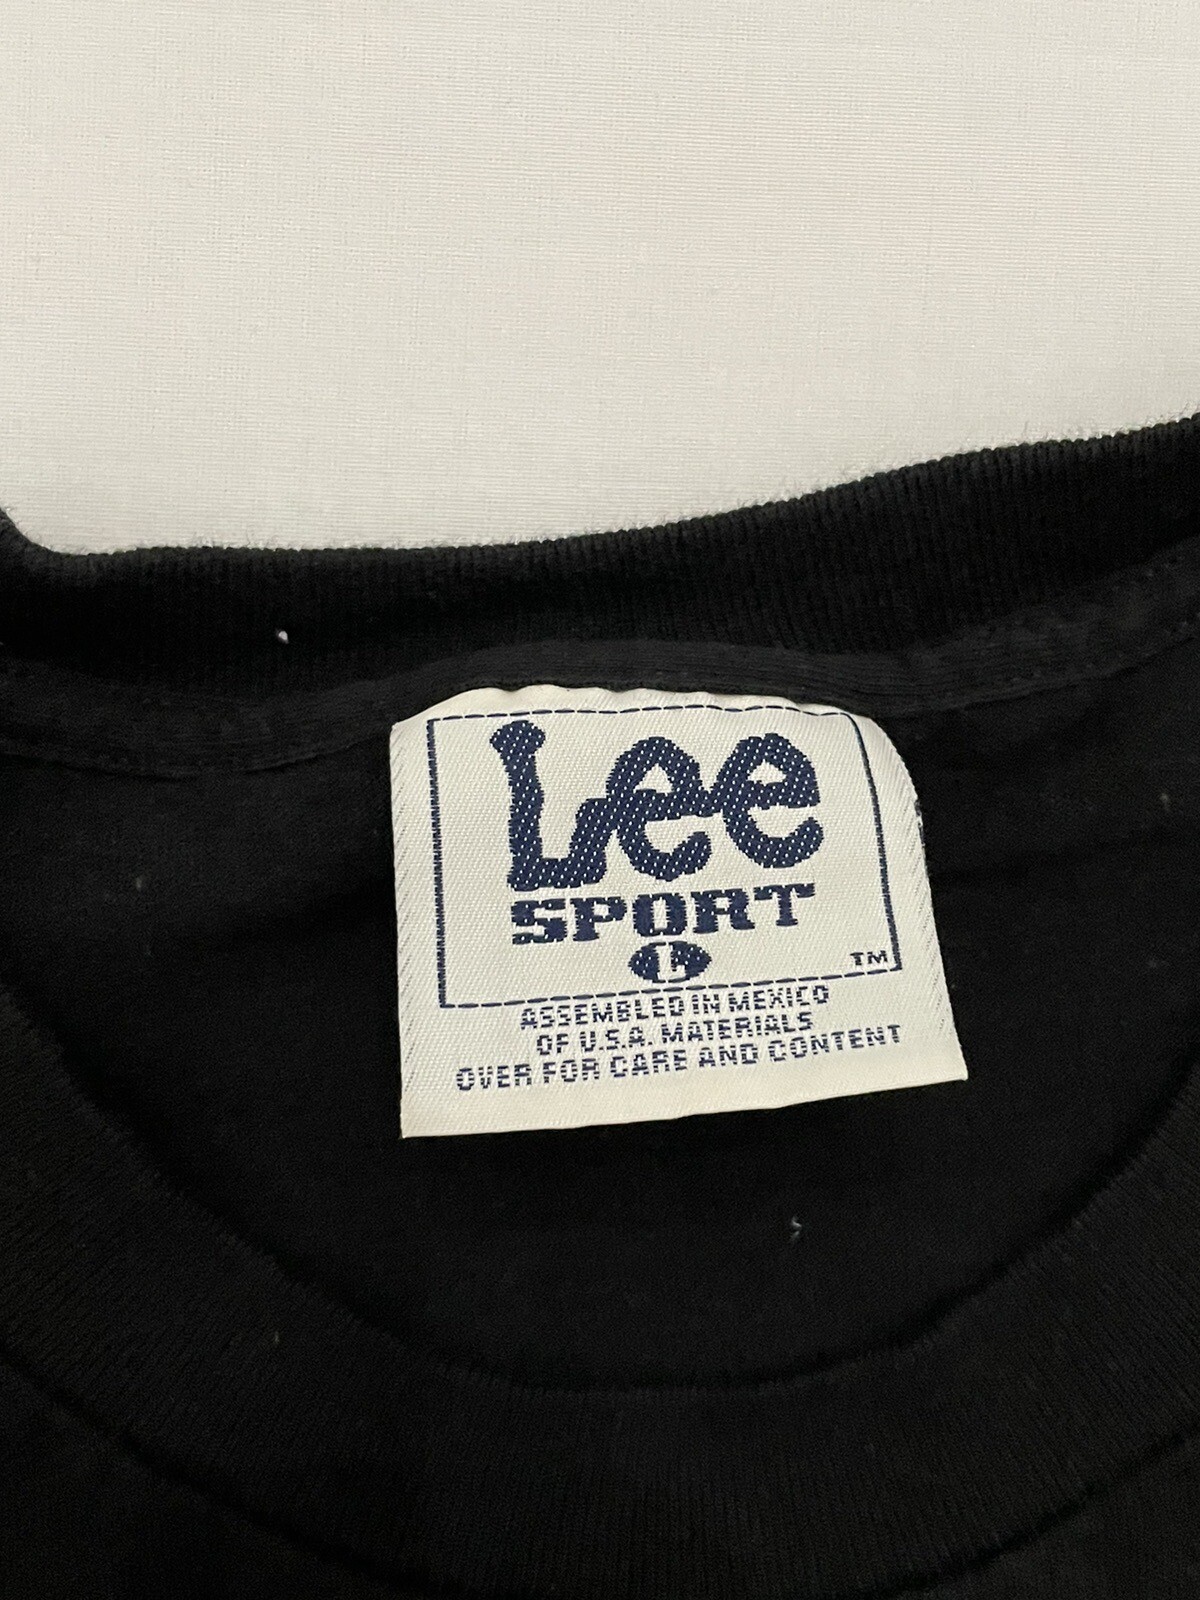 Lee
SPORT
L
TM
ASSEMBLED IN MEXICO
OF U.S.A. MATERIALS
OVER FOR CARE AND CONTENT